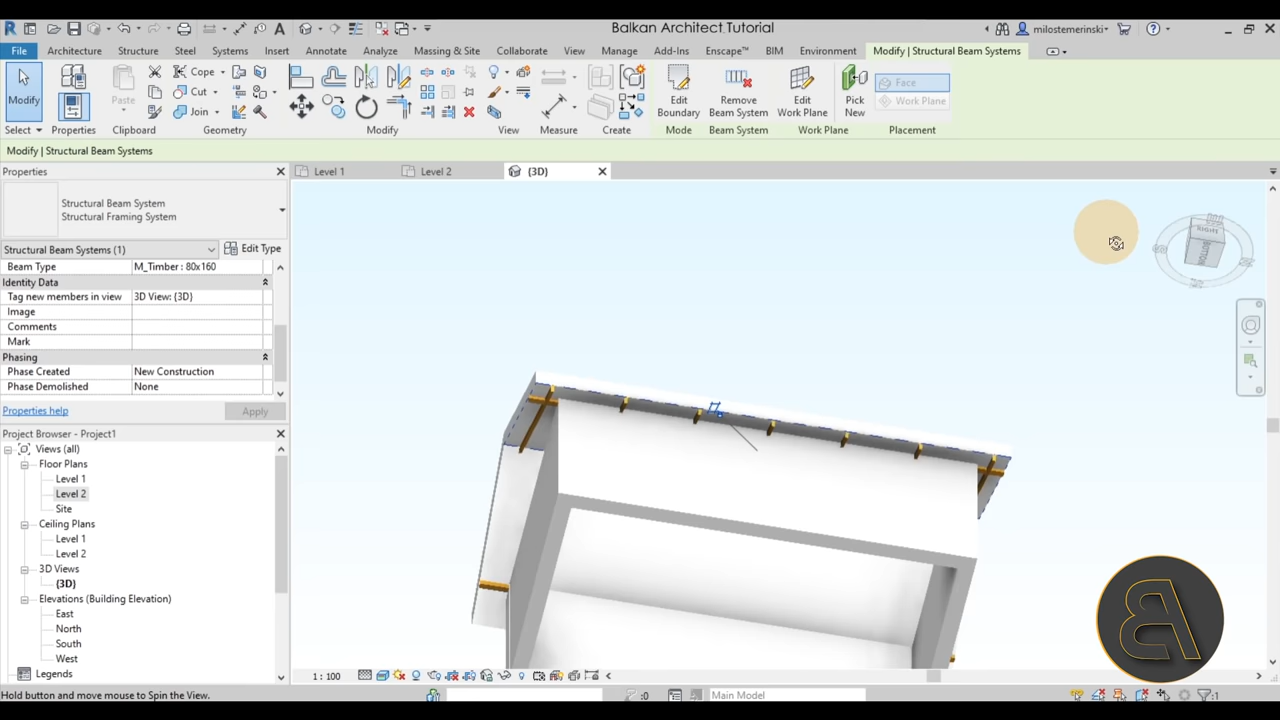 Balkan Architect Tutorial
milostemerinski
File Architecture Structure Steel Systems Insert Annotate Analyze Massing & Site Collaborate View Manage Add-Ins Enscape™ BIM Environment Modify | Structural Beam Systems
Modify
Paste
Cope
Cut
Join
Edit Boundary
Remove Beam System
Edit Work Plane
Pick New
Face
Work Plane
Select Properties Clipboard Geometry Modify View Measure Create Mode Beam System Work Plane Placement
Modify | Structural Beam Systems
Properties
Level 1
Level 2
(3D)
Structural Beam System
Structural Framing System
Structural Beam Systems (1)
Edit Type
Beam Type M_Timber : 80x160
Identity Data
Tag new members in view 3D View: {3D}
Image
Comments
Mark
Phasing
Phase Created New Construction
Phase Demolished None
Properties help
Apply
Project Browser - Project1
Views (all)
Floor Plans
Level 1
Level 2
Site
Ceiling Plans
Level 1
Level 2
3D Views
(3D)
Elevations (Building Elevation)
East
North
South
West
Legends
RIGHT
BOTTOM
1 : 100
Hold button and move mouse to Spin the View.
:0
Main Model
:1